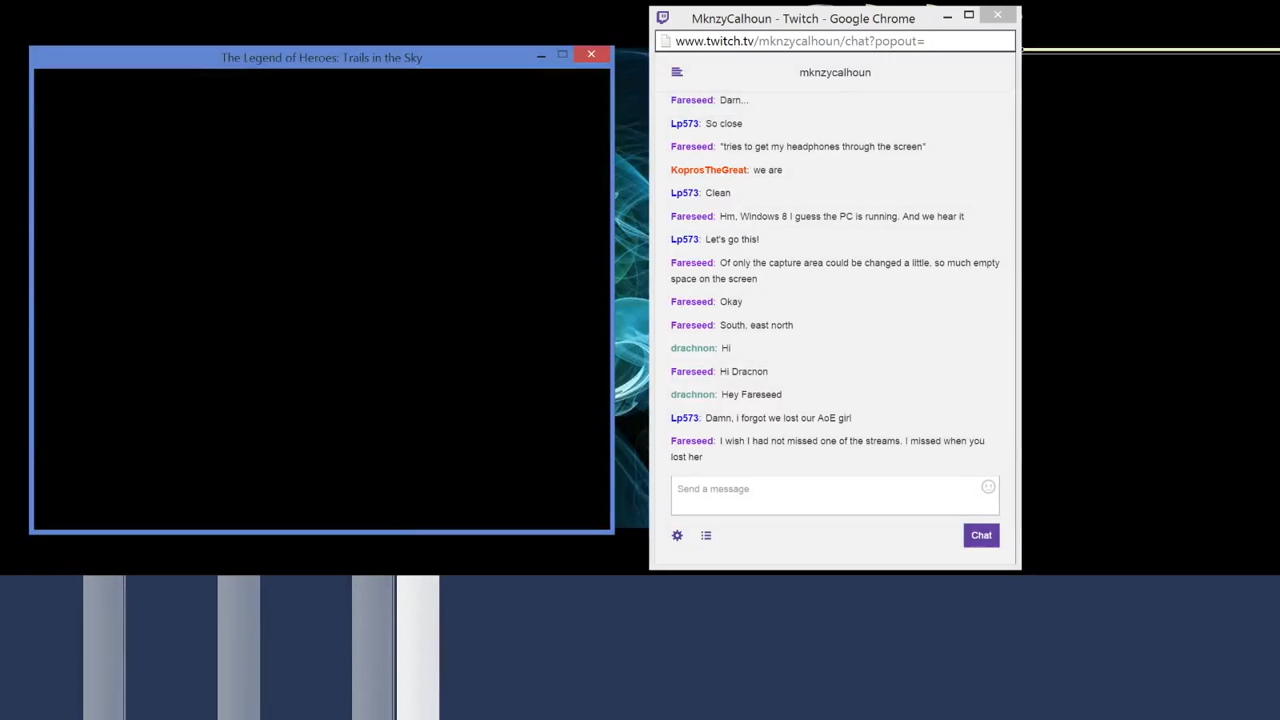 The Legend of Heroes: Trails in the Sky
MknzyCalhoun - Twitch - Google Chrome
www.twitch.tv/mknzycalhoun/chat?popout=
mknzycalhoun
Fareseed: Darn...
Lp573: So close
Fareseed: "tries to get my headphones through the screen"
KoprosTheGreat: we are
Lp573: Clean
Fareseed: Hm, Windows 8 I guess the PC is running. And we hear it
Lp573: Let's go this!
Fareseed: Of only the capture area could be changed a little, so much empty
space on the screen
Fareseed: Okay
Fareseed: South, east north
drachnon: Hi
Fareseed: Hi Dracnon
drachnon: Hey Fareseed
Lp573: Damn, i forgot we lost our AoE girl
Fareseed: I wish I had not missed one of the streams. I missed when you
lost her
Send a message
Chat